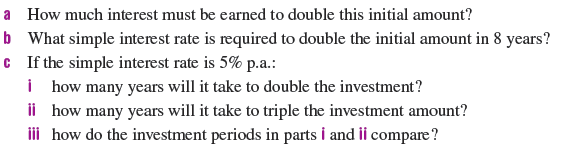 a How much interest must be earned to double this initial amount?
b What simple interest rate is required to double the initial amount in 8 years?
c If the simple interest rate is 5% p.a.:
i how many years will it take to double the investment?
ii how many years will it take to triple the investment amount?
iii how do the investment periods in parts i and ii compare?